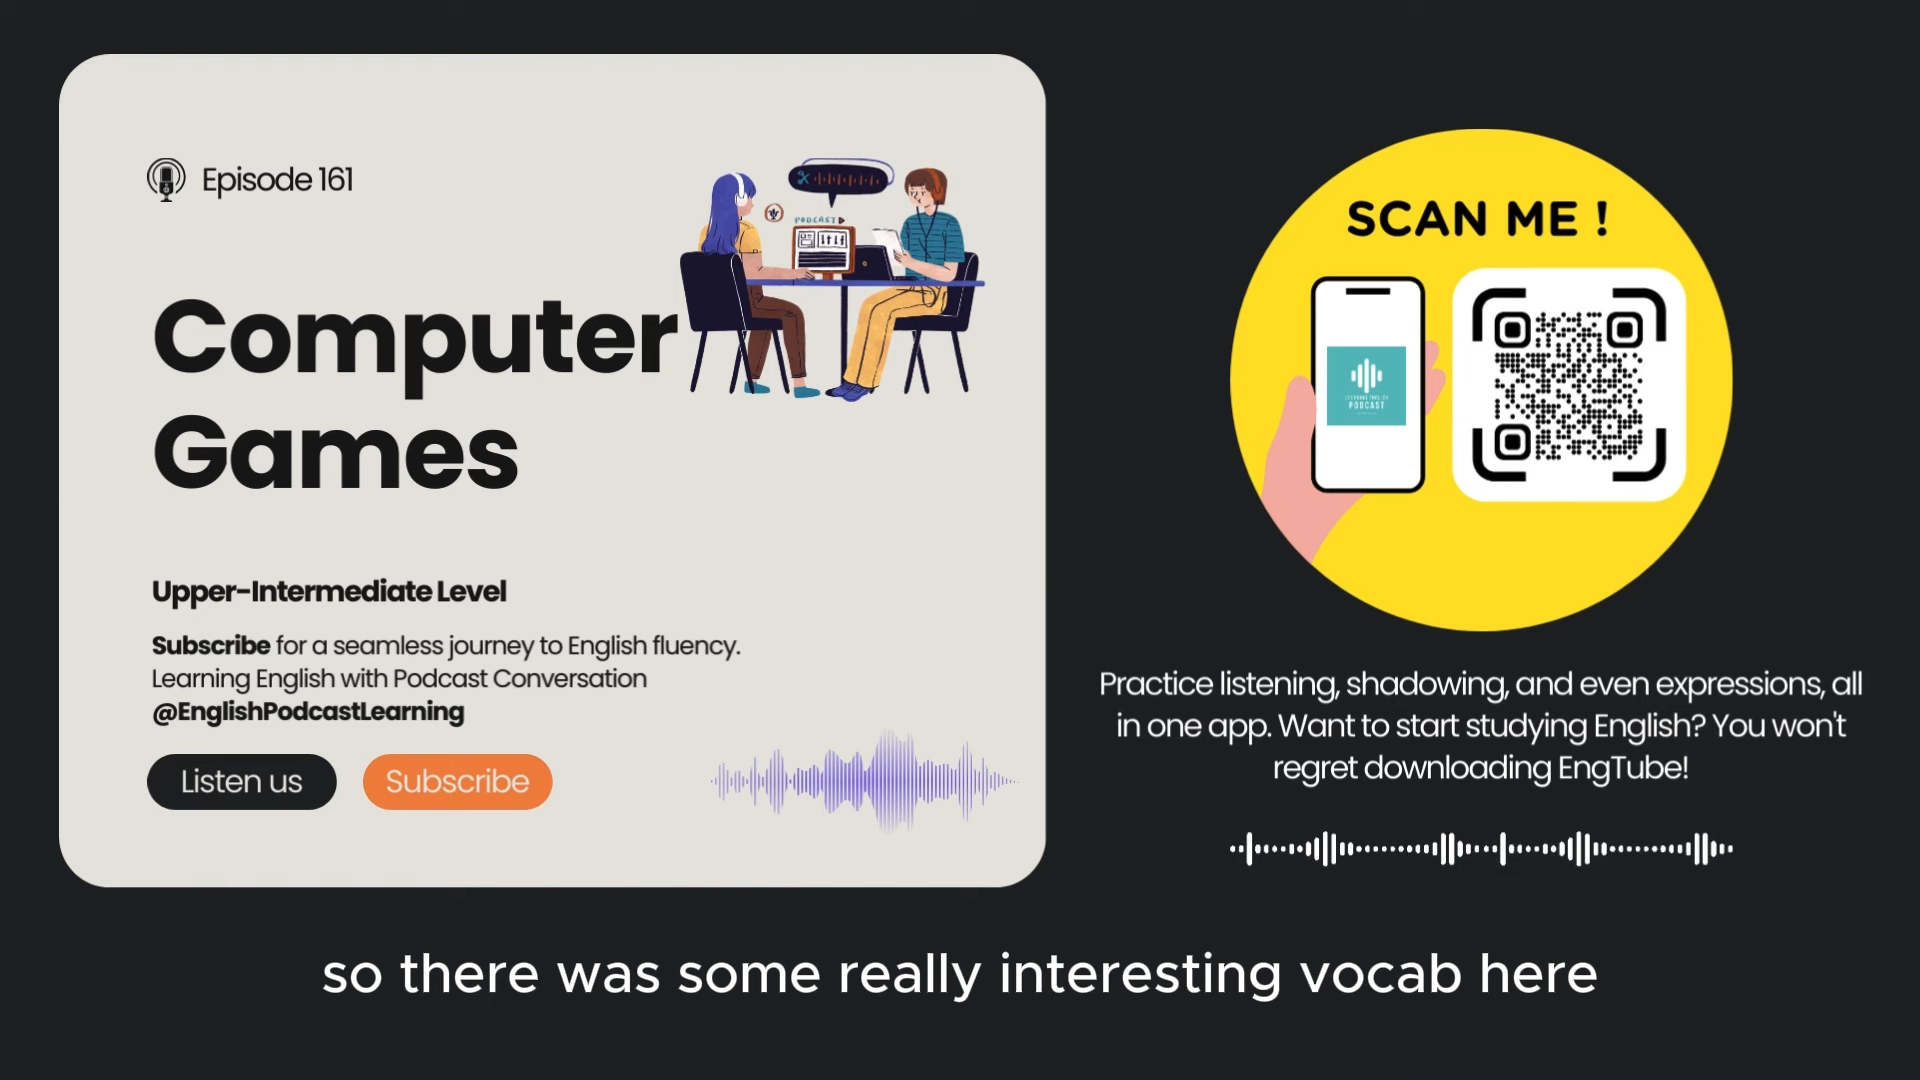 Episode 161
PODCAST
Computer
Games
Upper-Intermediate Level
Subscribe for a seamless journey to English fluency.
Learning English with Podcast Conversation
@EnglishPodcastLearning
Listen us
Subscribe
SCAN ME !
PODCAST
Practice listening, shadowing, and even expressions, all
in one app. Want to start studying English? You won't
regret downloading EngTube!
so there was some really interesting vocab here